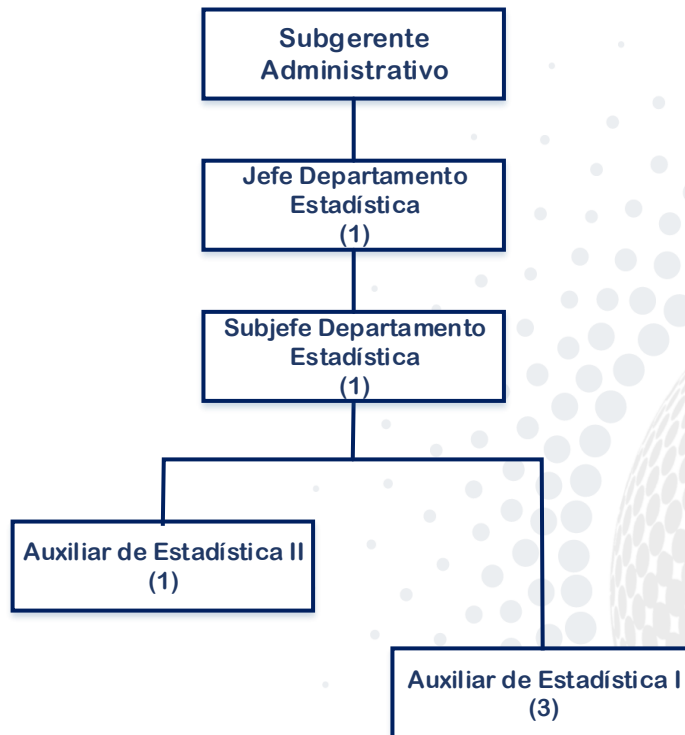 Subgerente
Administrativo
Jefe Departamento
Estadística
(1)
Subjefe Departamento
Estadística
(1)
Auxiliar de Estadística II
(1)
Auxiliar de Estadística I
(3)